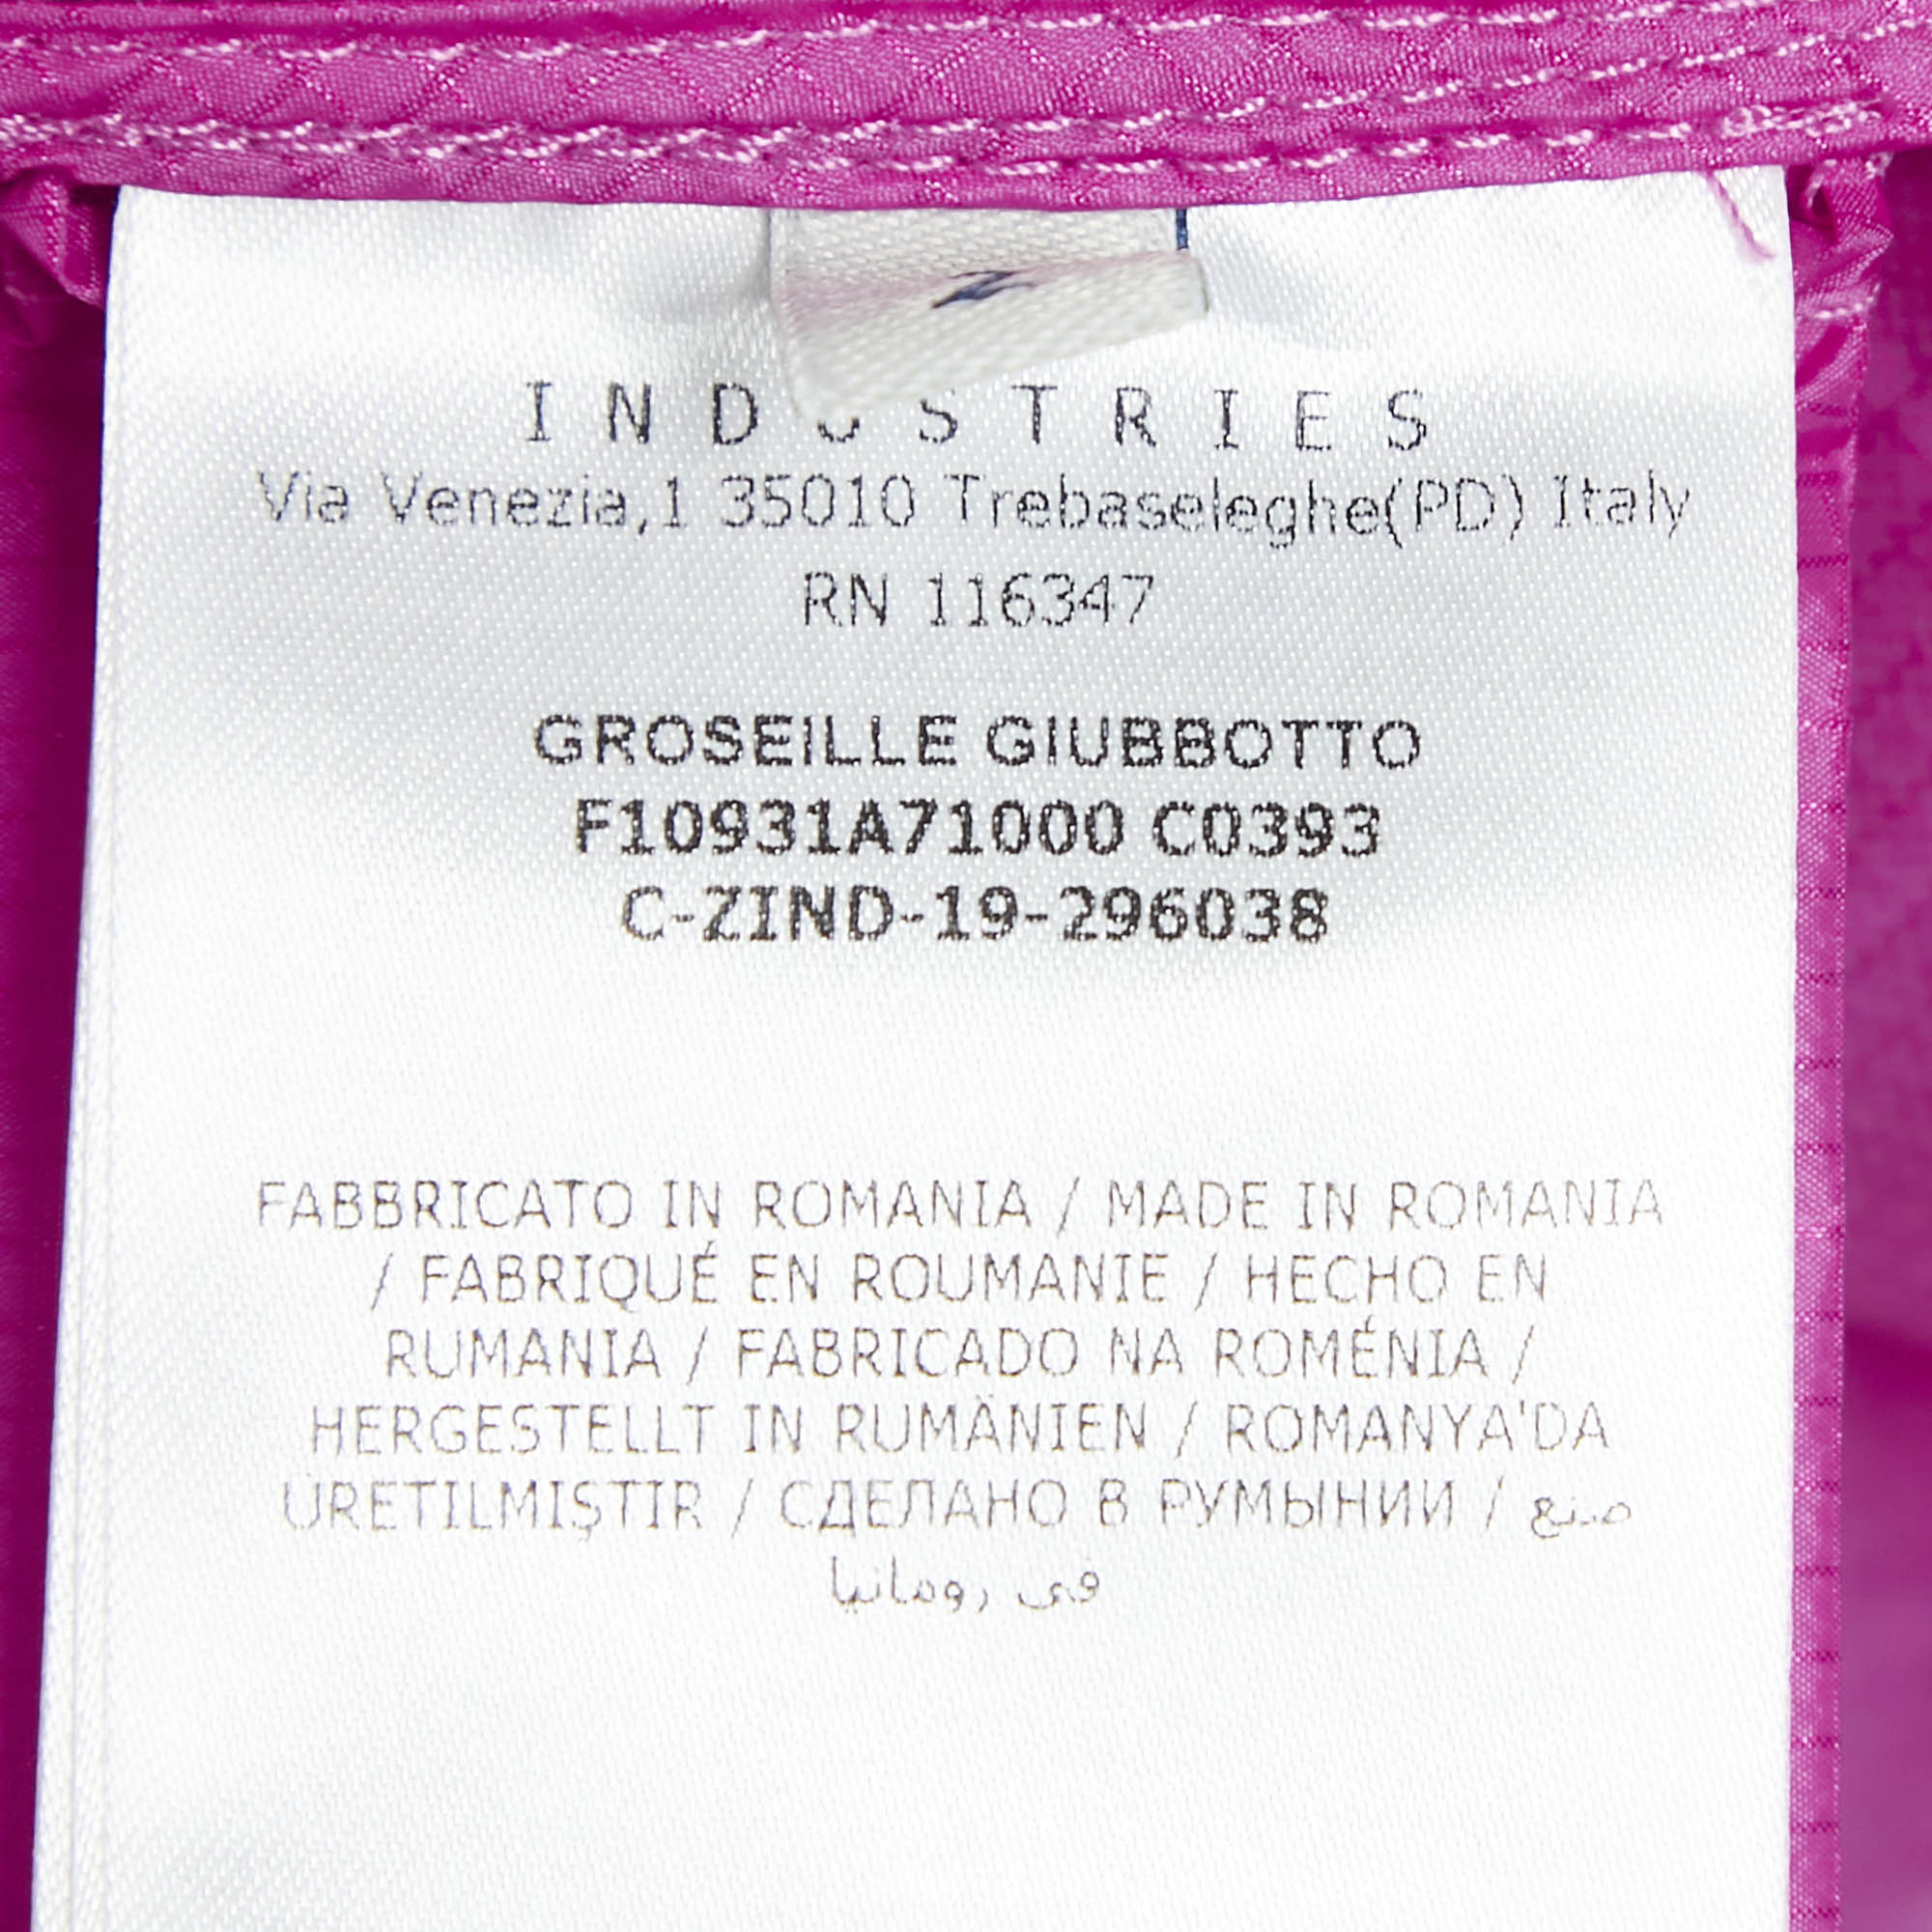 INDUSTRIES
Via Venezia,1 35010 Trebaseleghe(PD) Italy
RN 116347
GROSEILLE GIUBBOTTO
F10931A71000 C0393
C-ZIND-19-296038
FABBRICATO IN ROMANIA / MADE IN ROMANIA
/ FABRIQUÉ EN ROUMANIE / HECHO EN
RUMANIA / FABRICADO NA ROMÉNIA /
HERGESTELLT IN RUMÄNIEN / ROMANYA'DA
ÜRETILMIŞTIR / СДЕЛАНО В РУМЫНИИ / صنع
فى رومانيا